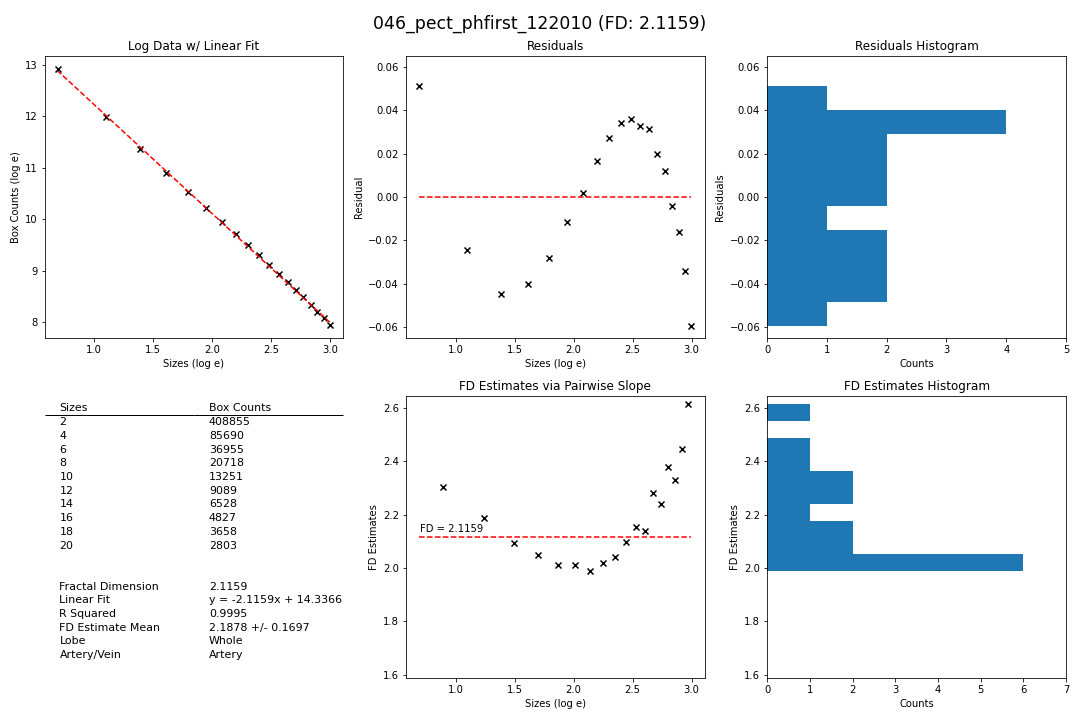 046_pect_phfirst_122010 (FD: 2.1159)
Log Data w/ Linear Fit
Box Counts (log e)
13
12
11
10
9
8
1.0 1.5 2.0 2.5 3.0
Sizes (log e)
Residuals
Residual
0.06
0.04
0.02
0.00
−0.02
−0.04
−0.06
1.0 1.5 2.0 2.5 3.0
Sizes (log e)
Residuals Histogram
Residuals
0.06
0.04
0.02
0.00
−0.02
−0.04
−0.06
0 1 2 3 4 5
Counts
Sizes Box Counts
2 408855
4 85690
6 36955
8 20718
10 13251
12 9089
14 6528
16 4827
18 3658
20 2803
Fractal Dimension 2.1159
Linear Fit y = -2.1159x + 14.3366
R Squared 0.9995
FD Estimate Mean 2.1878 +/- 0.1697
Lobe Whole
Artery/Vein Artery
FD Estimates via Pairwise Slope
FD Estimates
2.6
2.4
2.2
2.0
1.8
1.6
FD = 2.1159
1.0 1.5 2.0 2.5 3.0
Sizes (log e)
FD Estimates Histogram
FD Estimates
2.6
2.4
2.2
2.0
1.8
1.6
0 1 2 3 4 5 6 7
Counts